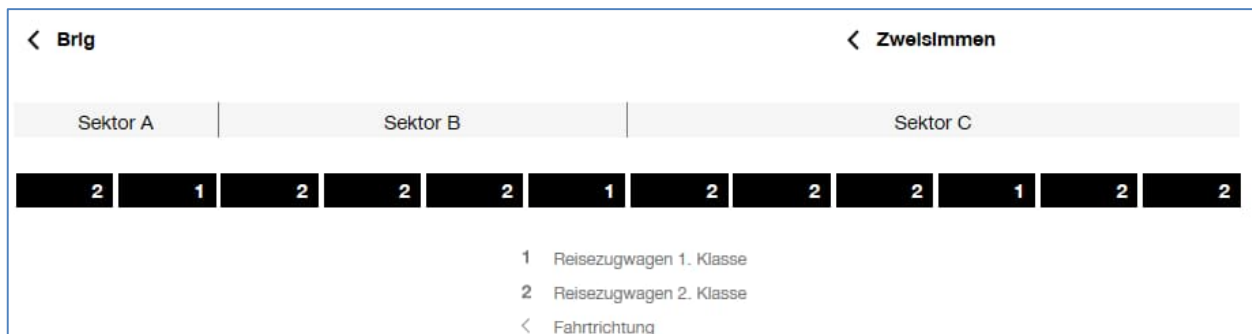 < Brig < Zweisimmen
Sektor A Sektor B Sektor C
2 1 2 2 2 1 2 2 2 1 2 2
1 Reisezugwagen 1. Klasse
2 Reisezugwagen 2. Klasse
< Fahrtrichtung